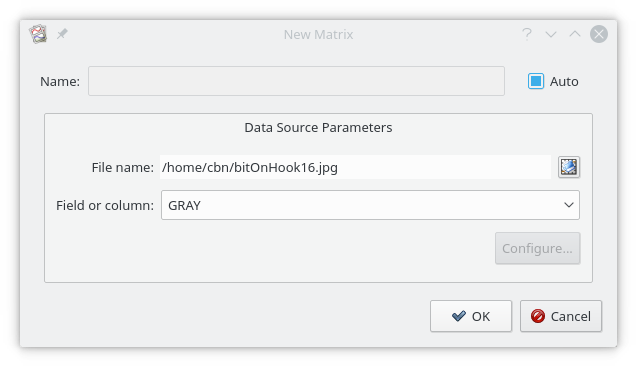 New Matrix
Name:
Auto
Data Source Parameters
File name: /home/cbn/bitOnHook16.jpg
Field or column: GRAY
Configure...
OK Cancel